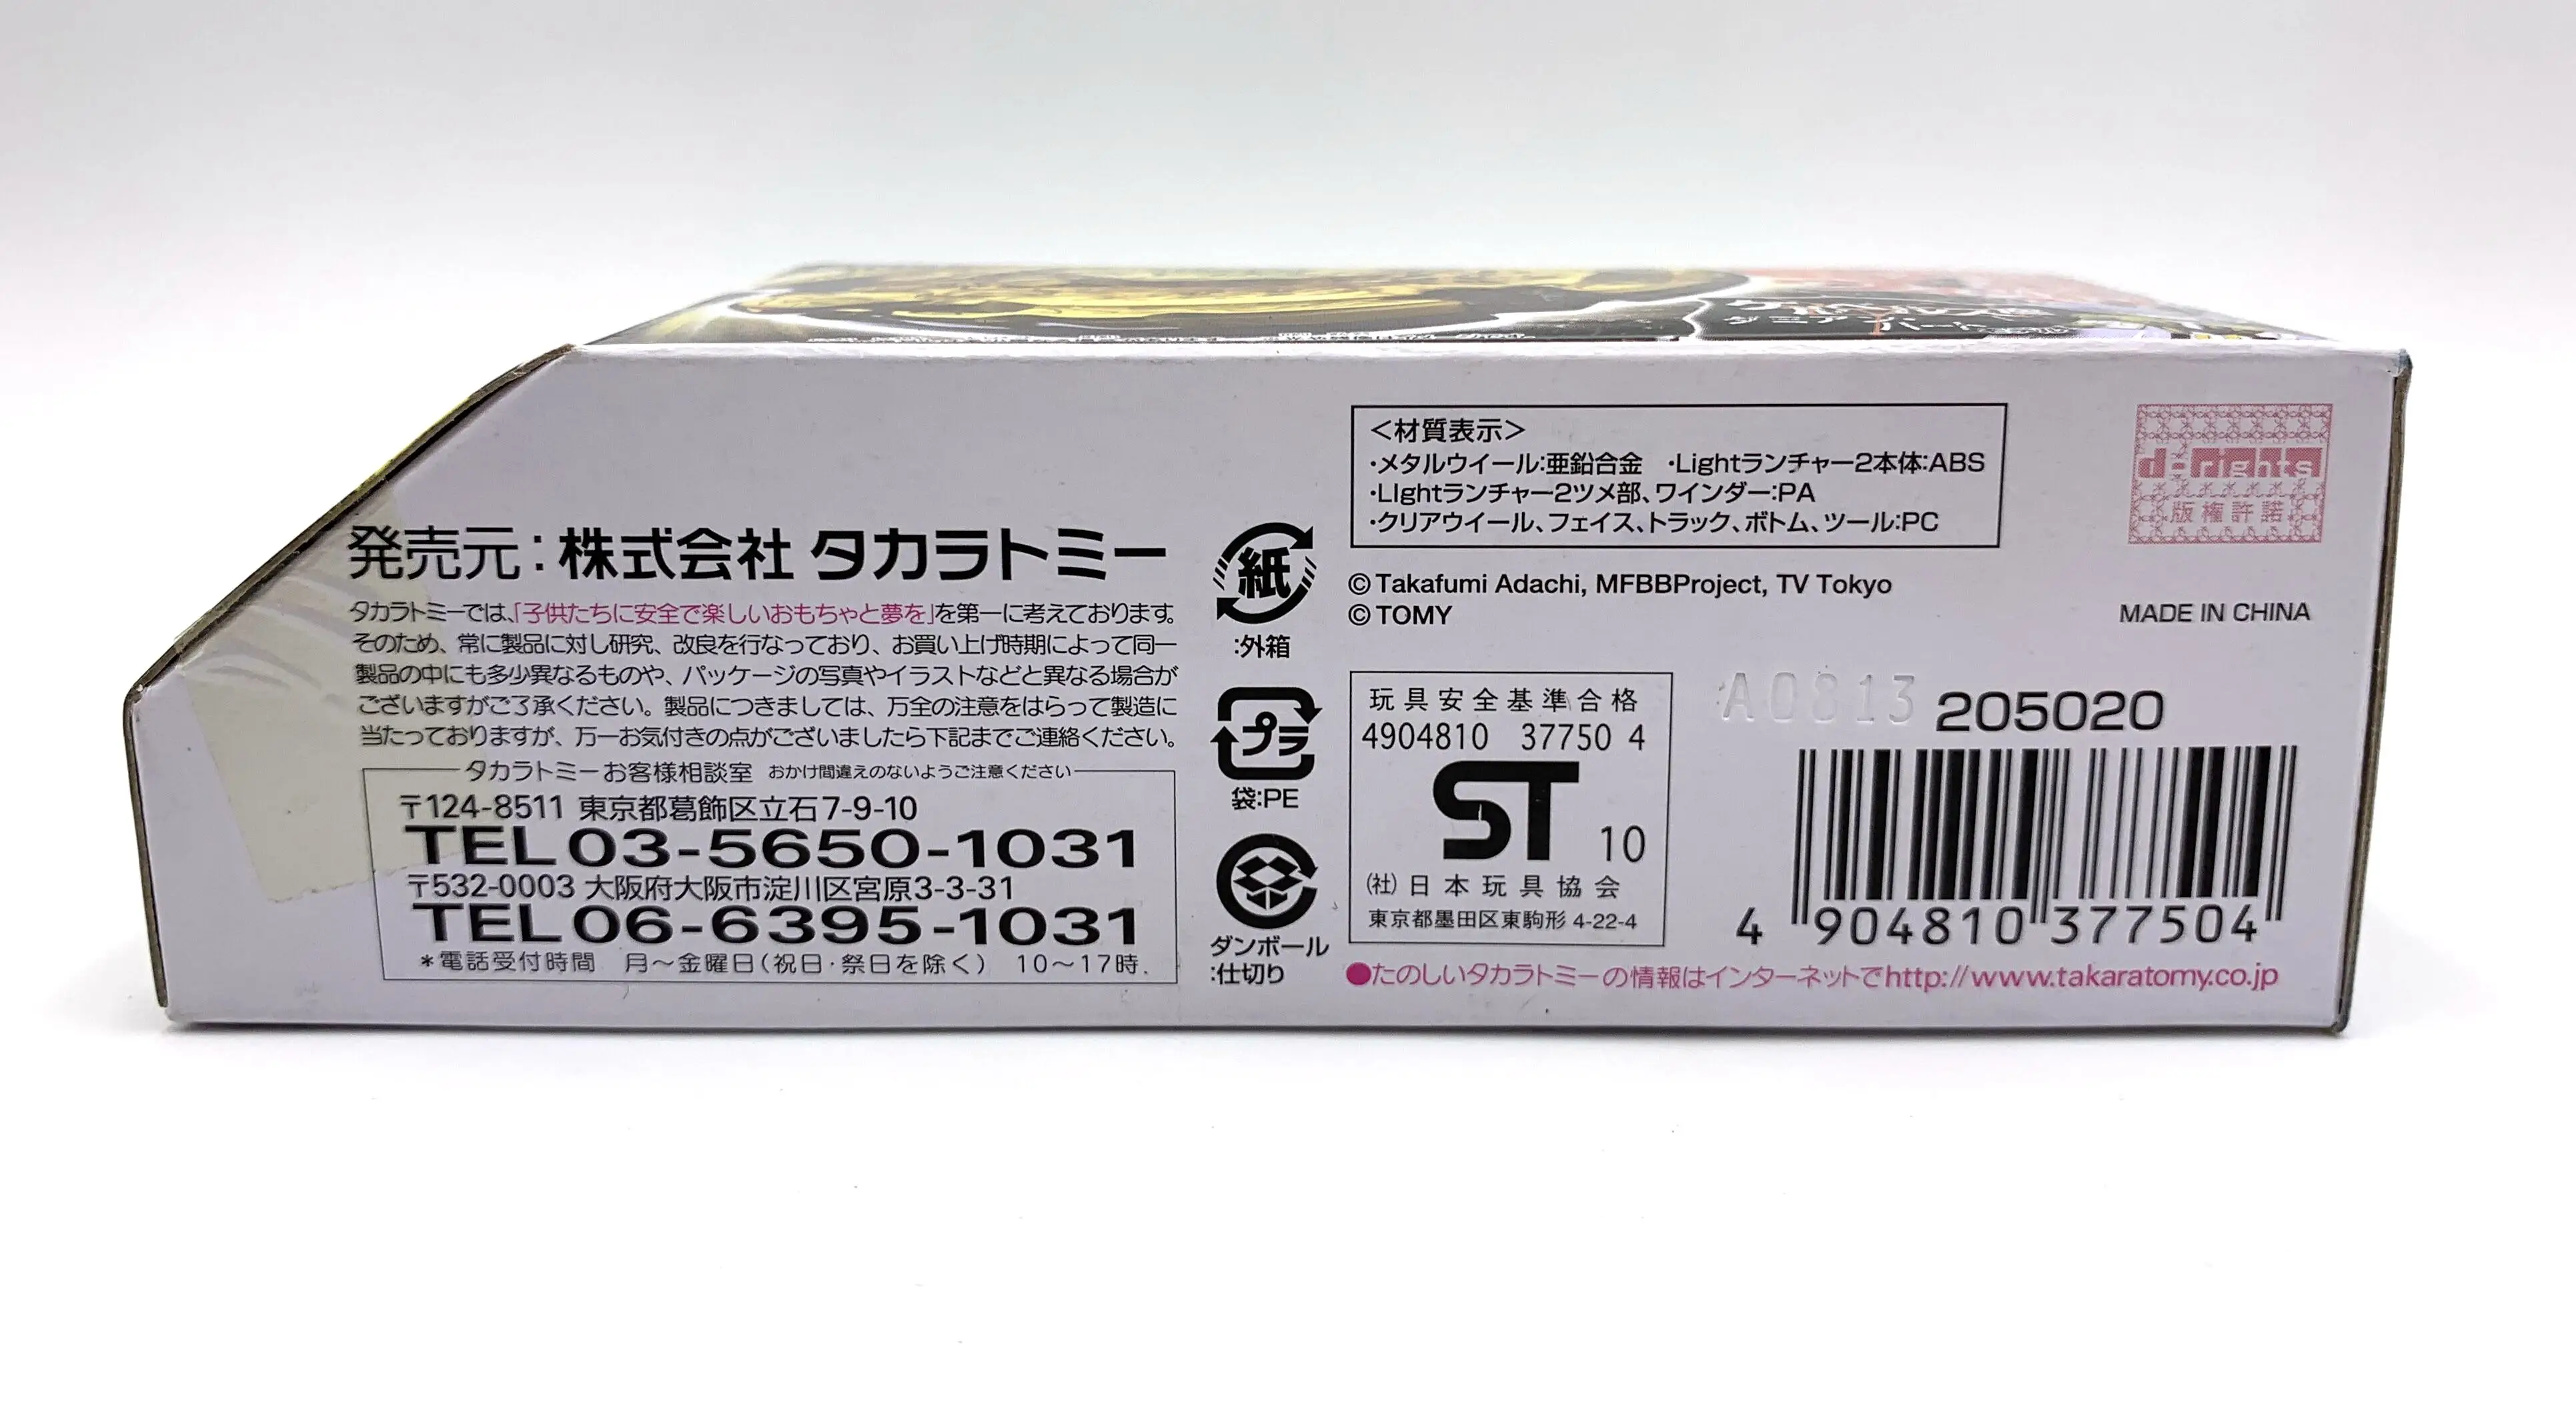 ダミアン・ハート
発売元：株式会社 タカラトミー
タカラトミーでは、「子供たちに安全で楽しいおもちゃと夢を」を第一に考えております。
そのため、常に製品に対し研究、改良を行なっており、お買い上げ時期によって同一
製品の中にも多少異なるものや、パッケージの写真やイラストなどと異なる場合が
ございますがご了承ください。製品につきましては、万全の注意をはらって製造に
当たっておりますが、万一お気付きの点がございましたら下記までご連絡ください。
タカラトミーお客様相談室 おかけ間違えのないようご注意ください
〒124-8511 東京都葛飾区立石7-9-10
TEL03-5650-1031
〒532-0003 大阪府大阪市淀川区宮原3-3-31
TEL06-6395-1031
*電話受付時間 月～金曜日(祝日・祭日を除く) 10～17時.
紙
:外箱
プラ
袋:PE
ダンボール
:仕切り
＜材質表示＞
・メタルウイール:亜鉛合金 ・Lightランチャー2本体:ABS
・LIghtランチャー2ツメ部、ワインダー:PA
・クリアウイール、フェイス、トラック、ボトム、ツール:PC
© Takafumi Adachi, MFBBProject, TV Tokyo
© TOMY
d-rights
版権許諾
MADE IN CHINA
玩具安全基準合格
4904810 37750 4
ST 10
(社)日本玩具協会
東京都墨田区東駒形 4-22-4
A0813 205020
4 904810 377504
●たのしいタカラトミーの情報はインターネットでhttp://www.takaratomy.co.jp